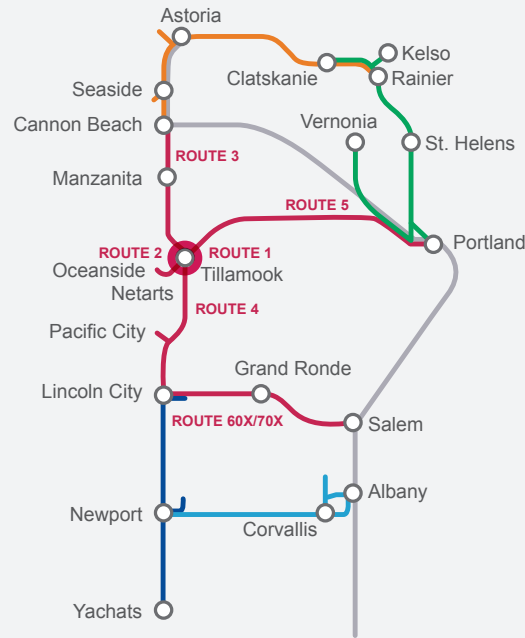 Astoria
Kelso
Clatskanie
Rainier
Seaside
Cannon Beach
Vernonia
St. Helens
ROUTE 3
Manzanita
ROUTE 5
Portland
ROUTE 2
ROUTE 1
Oceanside
Tillamook
Netarts
ROUTE 4
Pacific City
Grand Ronde
Lincoln City
ROUTE 60X/70X
Salem
Albany
Newport
Corvallis
Yachats